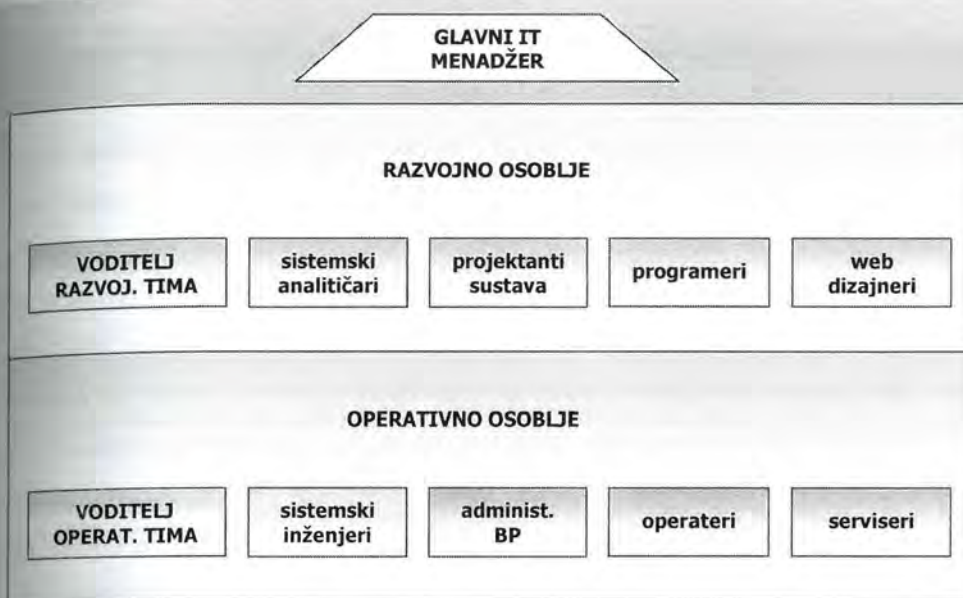 GLAVNI IT
MENADŽER
RAZVOJNO OSOBLJE
VODITELJ
RAZVOJ. TIMA
sistemski
analitičari
projektanti
sustava
programeri
web
dizajneri
OPERATIVNO OSOBLJE
VODITELJ
OPERAT. TIMA
sistemski
inženjeri
administ.
BP
operateri
serviseri